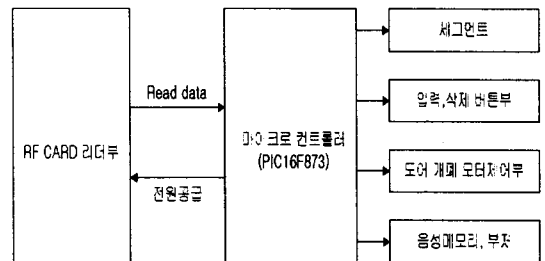 세그먼트
Read data
입력,삭제 버튼부
RF CARD 리더부
마이크로 컨트롤러
(PIC16F873)
전원공급
도어 개폐 모터제어부
음성메모리, 부져